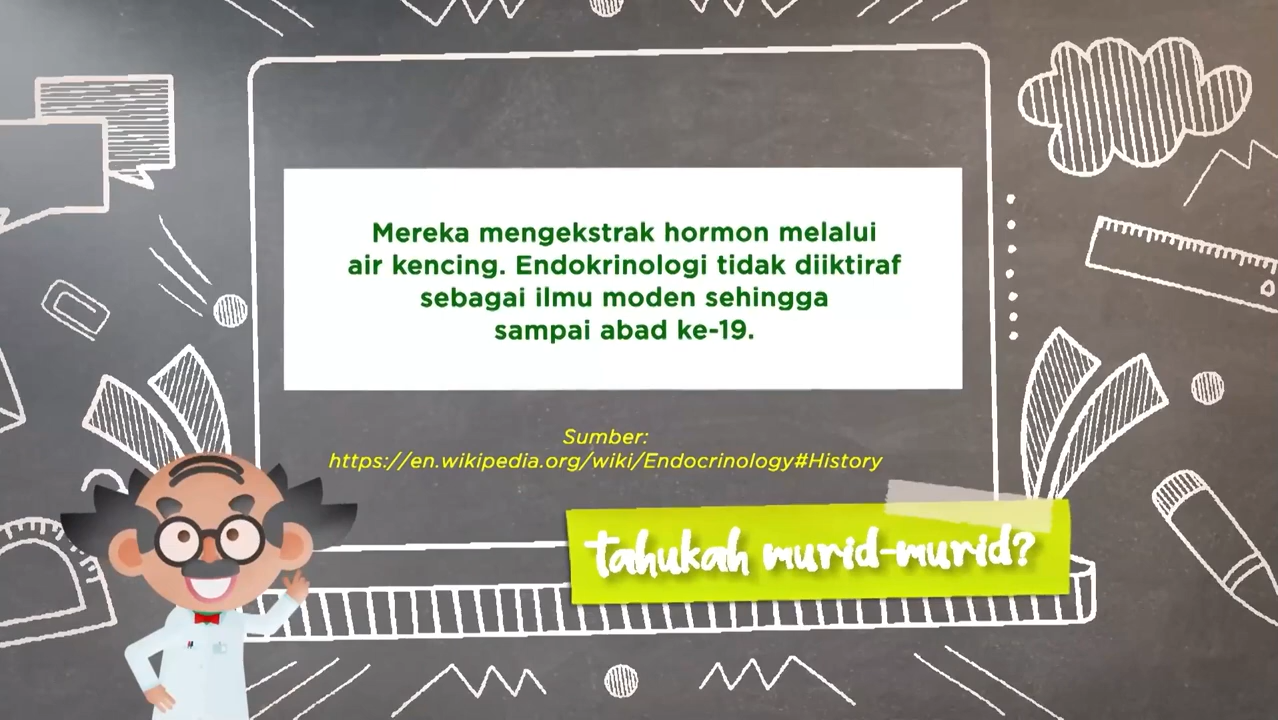 Mereka mengekstrak hormon melalui
air kencing. Endokrinologi tidak diiktiraf
sebagai ilmu moden sehingga
sampai abad ke-19.
Sumber:
https://en.wikipedia.org/wiki/Endocrinology#History
tahukah murid-murid?